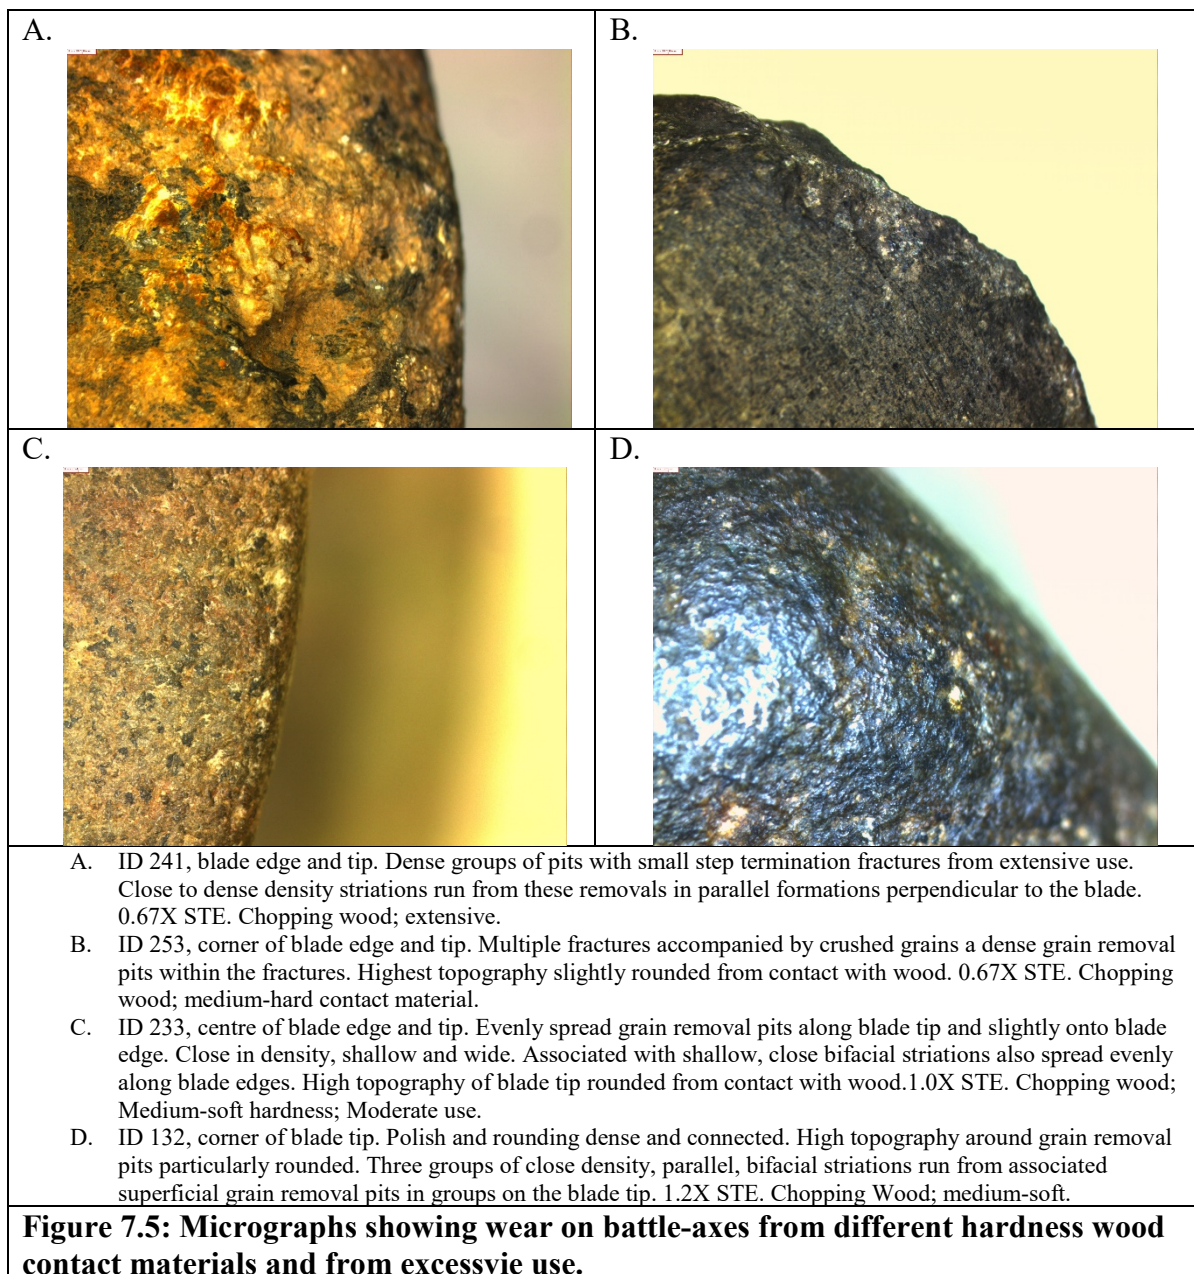 A.
B.
C.
D.
A. ID 241, blade edge and tip. Dense groups of pits with small step termination fractures from extensive use.
Close to dense density striations run from these removals in parallel formations perpendicular to the blade.
0.67X STE. Chopping wood; extensive.
B. ID 253, corner of blade edge and tip. Multiple fractures accompanied by crushed grains a dense grain removal
pits within the fractures. Highest topography slightly rounded from contact with wood. 0.67X STE. Chopping
wood; medium-hard contact material.
C. ID 233, centre of blade edge and tip. Evenly spread grain removal pits along blade tip and slightly onto blade
edge. Close in density, shallow and wide. Associated with shallow, close bifacial striations also spread evenly
along blade edges. High topography of blade tip rounded from contact with wood.1.0X STE. Chopping wood;
Medium-soft hardness; Moderate use.
D. ID 132, corner of blade tip. Polish and rounding dense and connected. High topography around grain removal
pits particularly rounded. Three groups of close density, parallel, bifacial striations run from associated
superficial grain removal pits in groups on the blade tip. 1.2X STE. Chopping Wood; medium-soft.
Figure 7.5: Micrographs showing wear on battle-axes from different hardness wood
contact materials and from excessvie use.